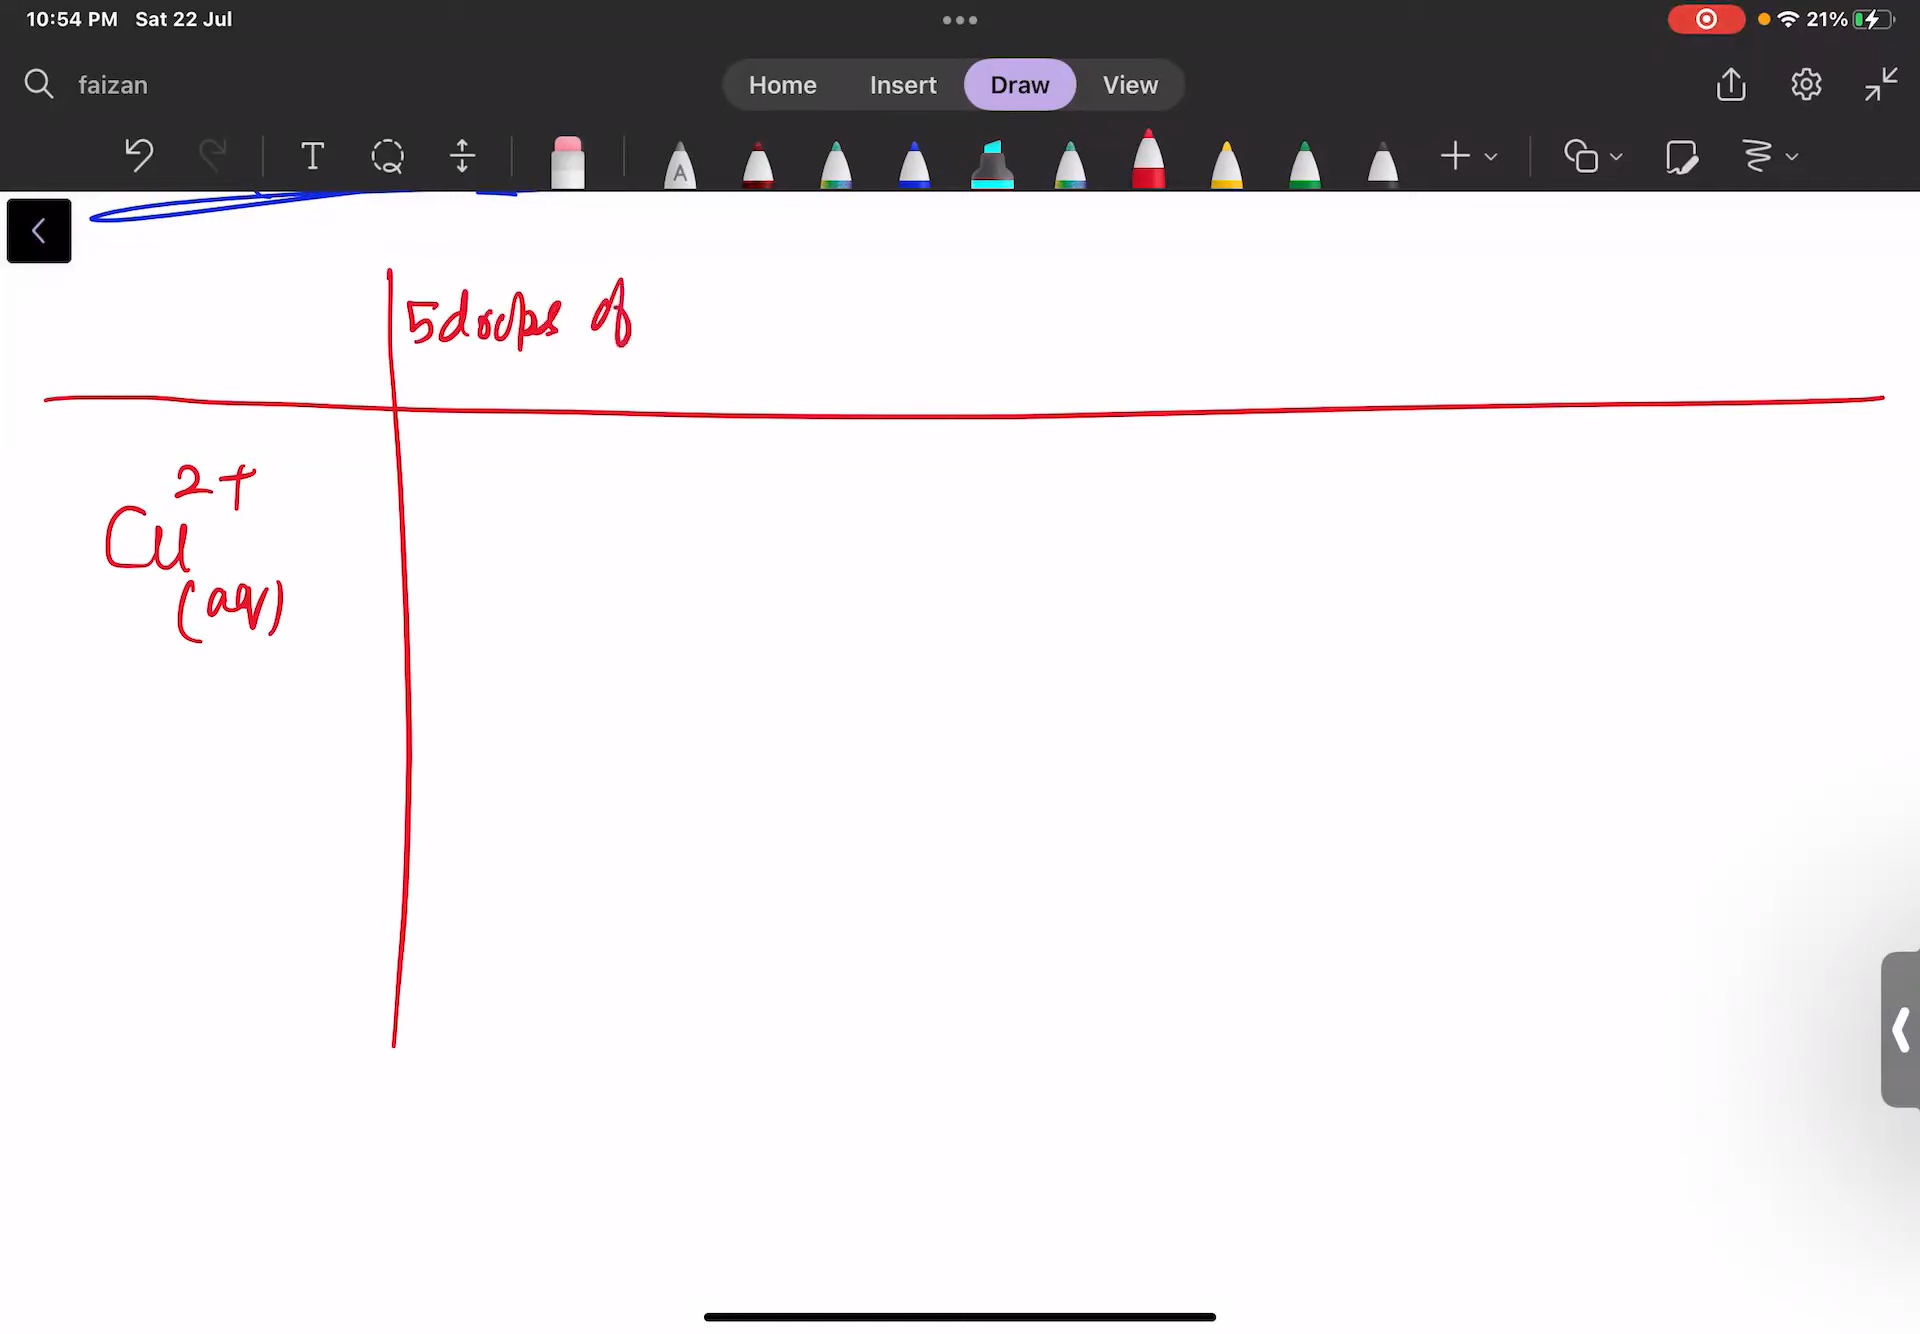 10:54 PM Sat 22 Jul
21%
faizan
Home Insert Draw View
T
A
5 drops of
Cu 2+
(aq)